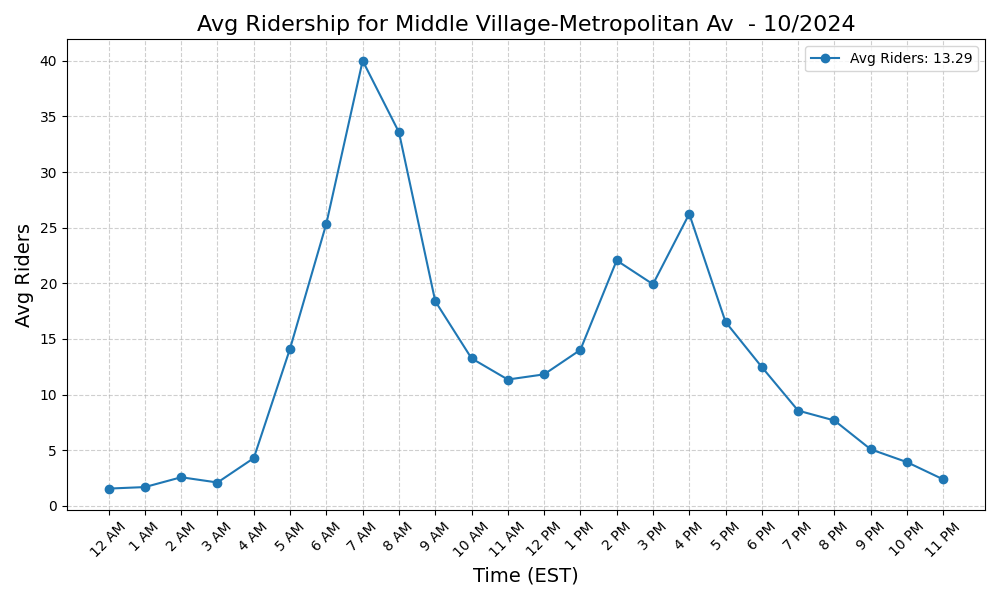 Avg Ridership for Middle Village-Metropolitan Av  - 10/2024
Avg Riders: 13.29
Avg Riders
40
35
30
25
20
15
10
5
0
12 AM
1 AM
2 AM
3 AM
4 AM
5 AM
6 AM
7 AM
8 AM
9 AM
10 AM
11 AM
12 PM
1 PM
2 PM
3 PM
4 PM
5 PM
6 PM
7 PM
8 PM
9 PM
10 PM
11 PM
Time (EST)